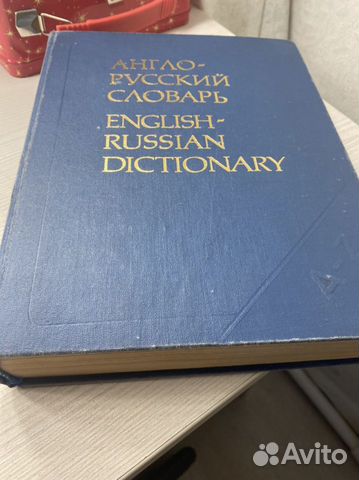 АНГЛО-
РУССКИЙ
СЛОВАРЬ
ENGLISH-
RUSSIAN
DICTIONARY
Avito